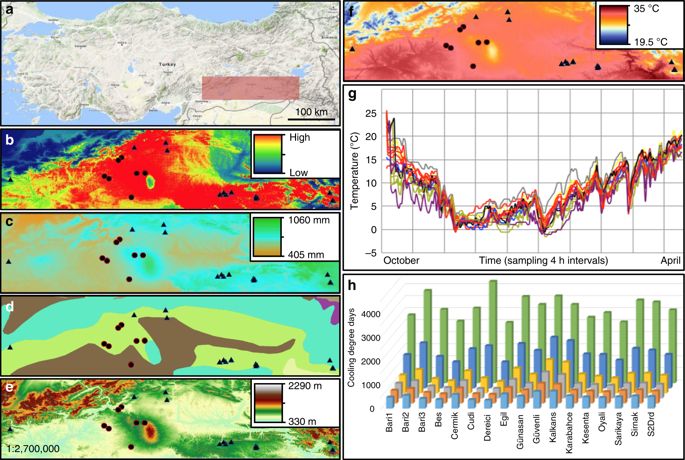 a
Turkey
100 km
b
High
Low
c
1060 mm
405 mm
d
e
2290 m
330 m
1:2,700,000
f
35 °C
19.5 °C
g
Temperature (°C)
25
20
15
10
5
0
−5
October
Time (sampling 4 h intervals)
April
h
Cooling degree days
4000
3000
2000
1000
0
Bari1
Bari2
Bari3
Bes
Cermik
Cudi
Dereici
Egil
Günasan
Güvenli
Kalkans
Karabahce
Kesenta
Oyali
Sarikaya
Sirnak
S2Drd